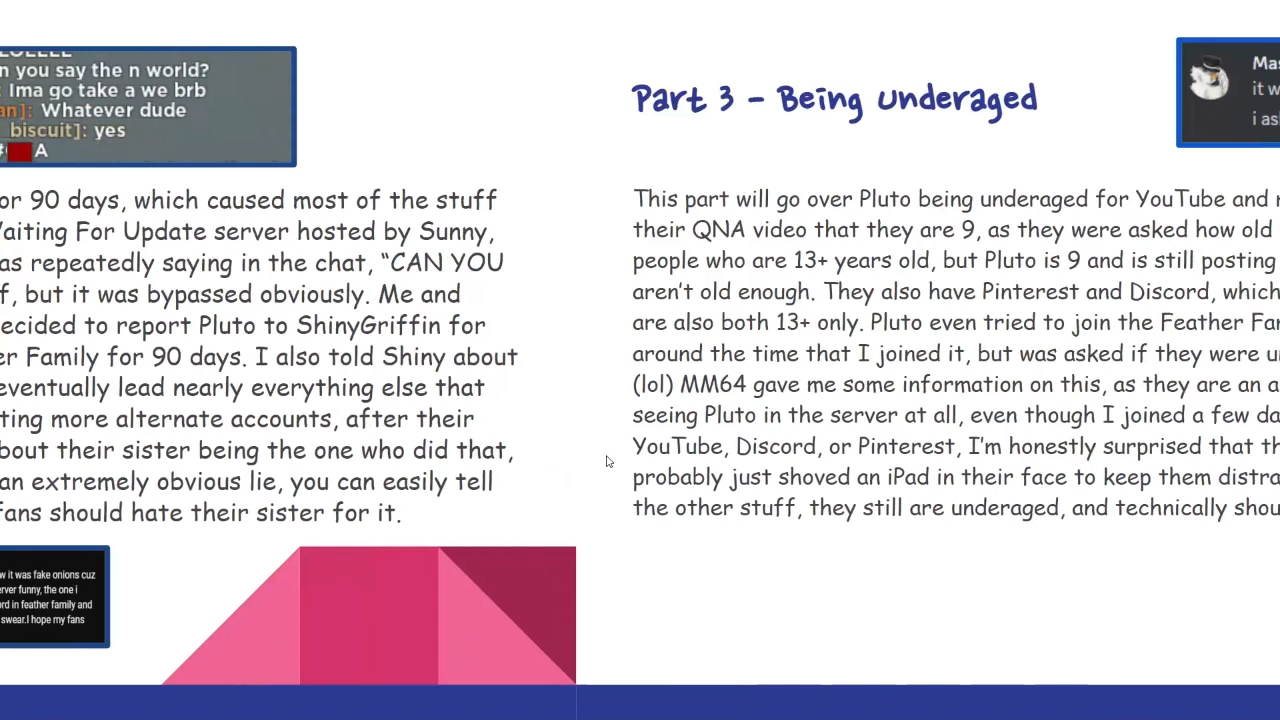 n you say the n world?
: Ima go take a we brb
an]: Whatever dude
biscuit]: yes
A
or 90 days, which caused most of the stuff
Waiting For Update server hosted by Sunny,
as repeatedly saying in the chat, “CAN YOU
f, but it was bypassed obviously. Me and
ecided to report Pluto to ShinyGriffin for
er Family for 90 days. I also told Shiny about
eventually lead nearly everything else that
ting more alternate accounts, after their
bout their sister being the one who did that,
an extremely obvious lie, you can easily tell
fans should hate their sister for it.
w it was fake onions cuz
erver funny, the one i
ord in feather family and
swear.I hope my fans
Part 3 - Being Underaged
Mas
it w
i as
This part will go over Pluto being underaged for YouTube and
their QNA video that they are 9, as they were asked how old
people who are 13+ years old, but Pluto is 9 and is still posting
aren’t old enough. They also have Pinterest and Discord, which
are also both 13+ only. Pluto even tried to join the Feather Fa
around the time that I joined it, but was asked if they were u
(lol) MM64 gave me some information on this, as they are an a
seeing Pluto in the server at all, even though I joined a few da
YouTube, Discord, or Pinterest, I’m honestly surprised that th
probably just shoved an iPad in their face to keep them distra
the other stuff, they still are underaged, and technically shou